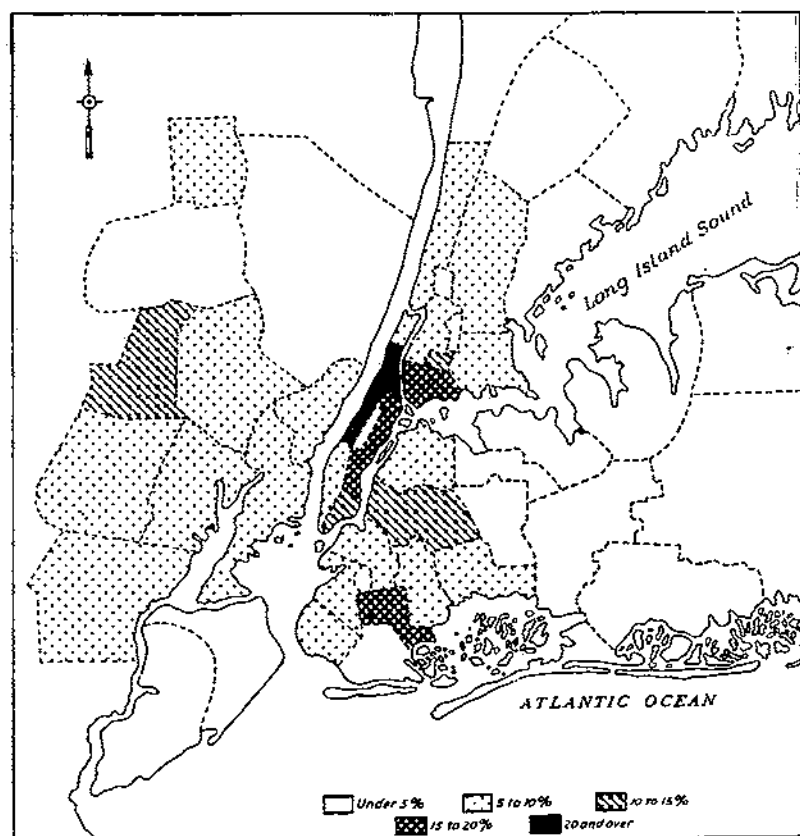 Long Island Sound
ATLANTIC OCEAN
Under 5% 5 to 10% 10 to 15%
15 to 20% 20 and over